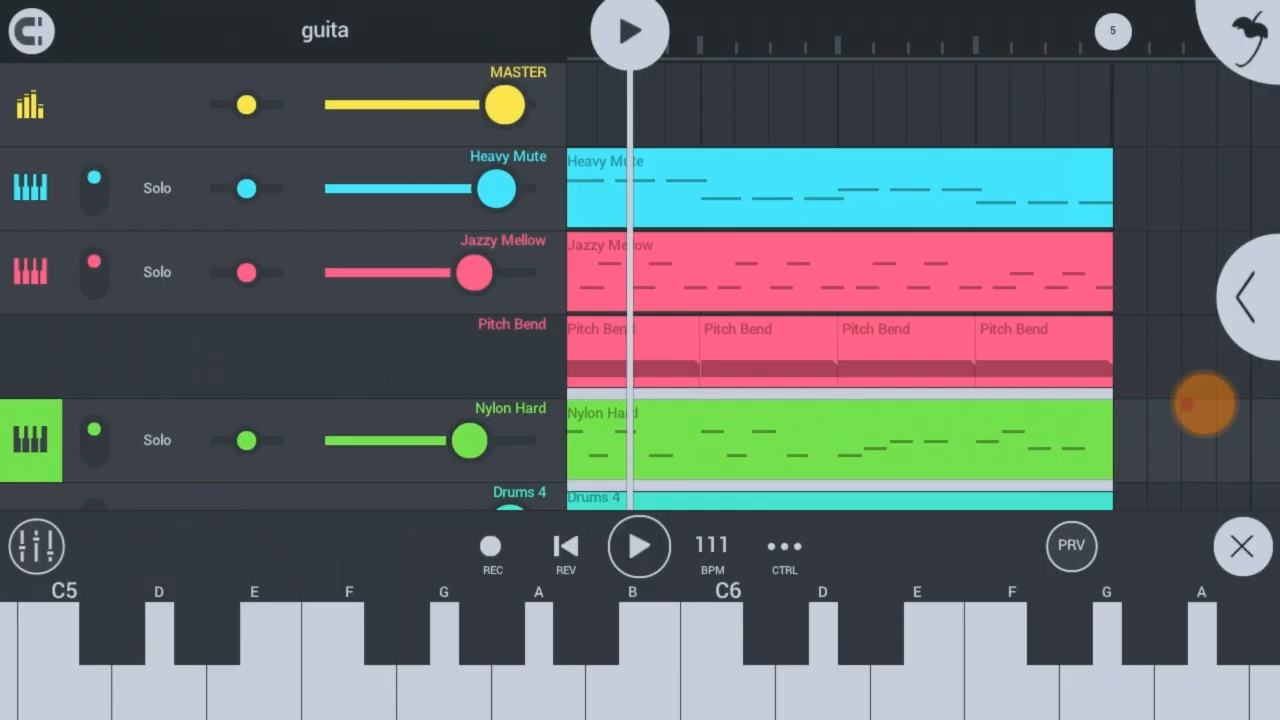 guita
5
MASTER
Heavy Mute
Heavy Mute
Solo
Jazzy Mellow
Jazzy Mellow
Solo
Pitch Bend
Pitch Bend
Pitch Bend
Pitch Bend
Pitch Bend
Nylon Hard
Nylon Hard
Solo
Drums 4
Drums 4
111
PRV
REC
REV
BPM
CTRL
C5 D E F G A B C6 D E F G A